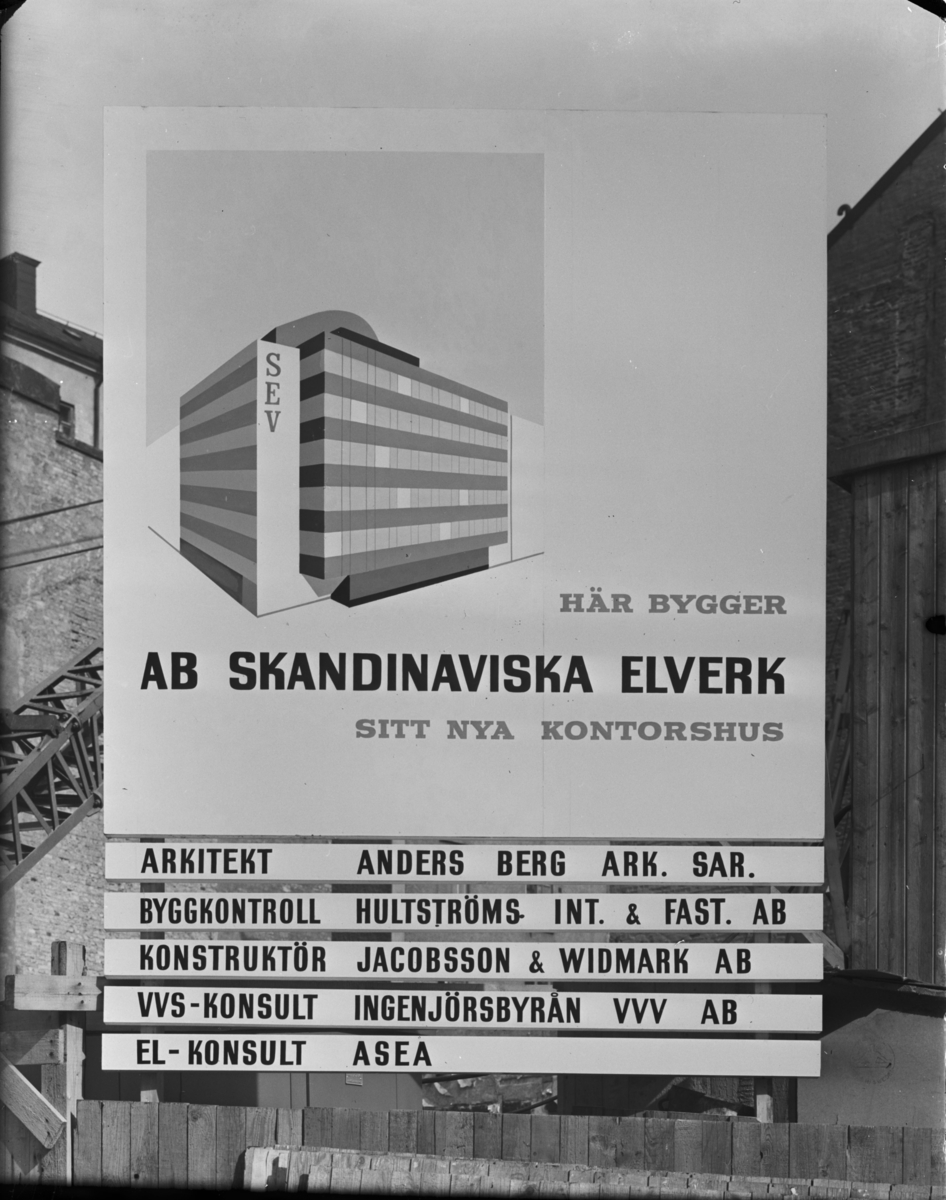 SEV
HÄR BYGGER
AB SKANDINAVISKA ELVERK
SITT NYA KONTORSHUS
ARKITEKT ANDERS BERG ARK. SAR.
BYGGKONTROLL HULTSTRÖMS- INT. & FAST. AB
KONSTRUKTÖR JACOBSSON & WIDMARK AB
VVS-KONSULT INGENJÖRSBYRÅN VVV AB
EL-KONSULT ASEA